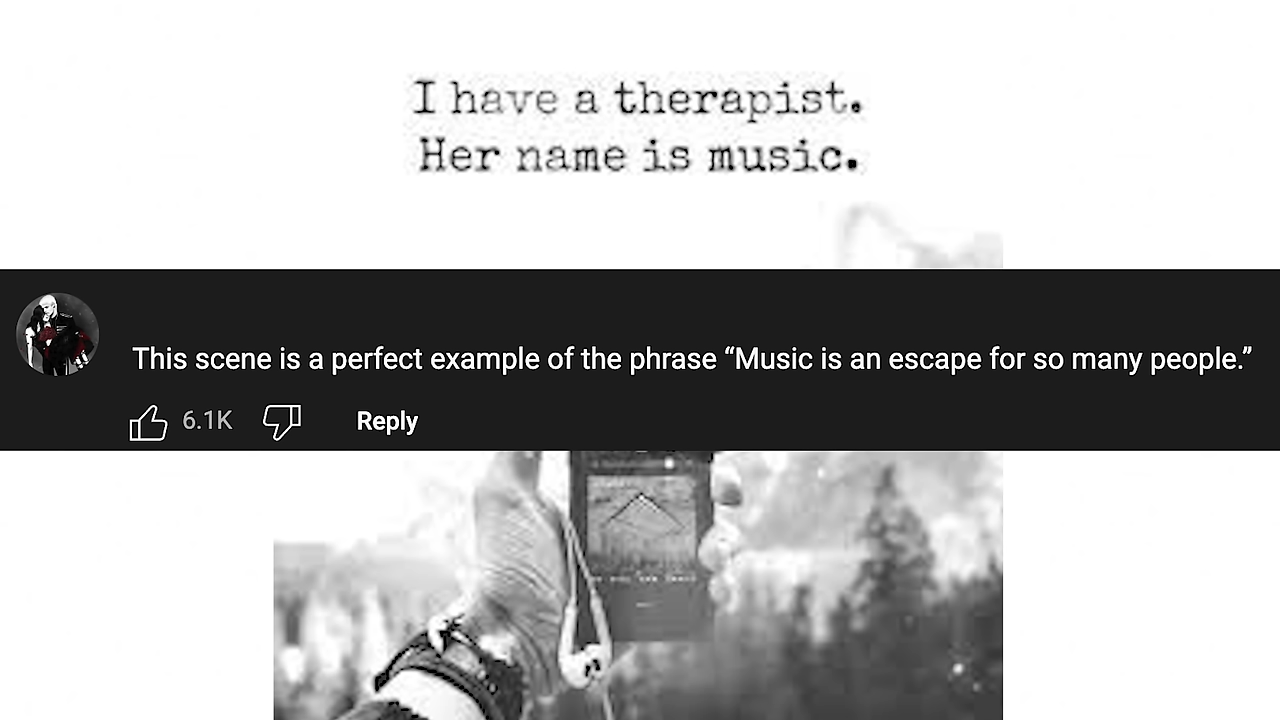 I have a therapist.
Her name is music.
This scene is a perfect example of the phrase “Music is an escape for so many people.”
6.1K
Reply